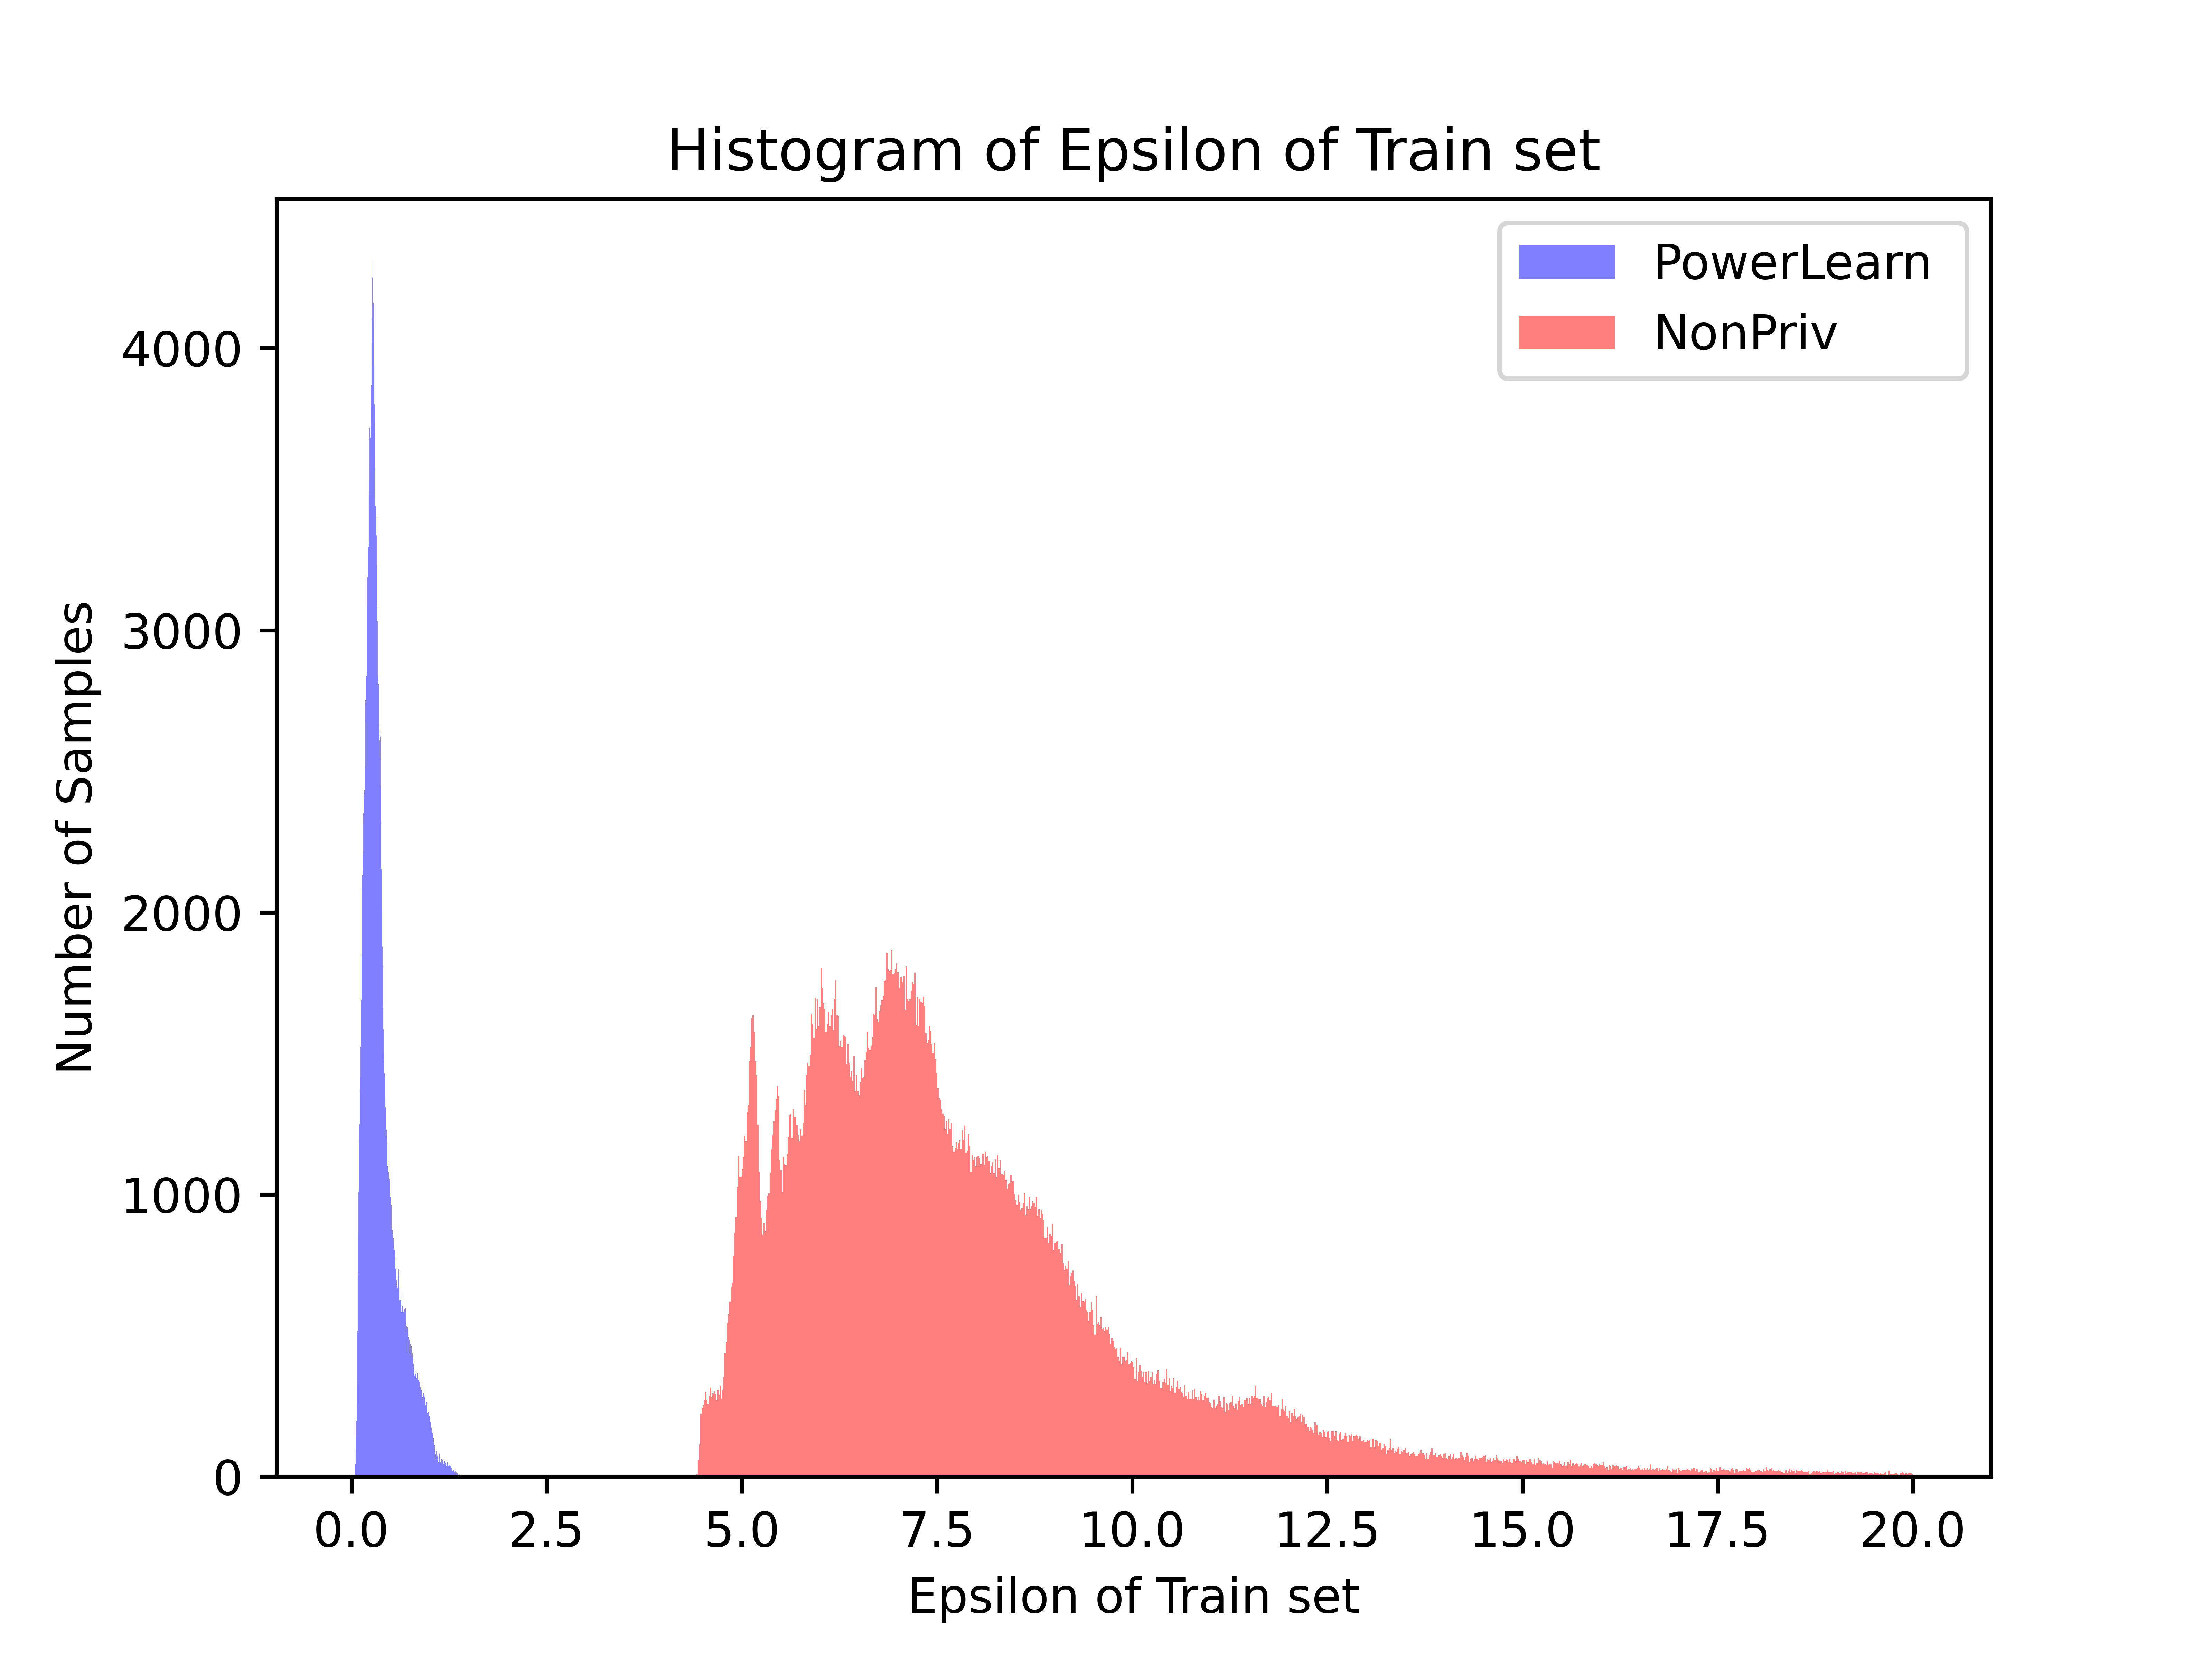 Histogram of Epsilon of Train set
PowerLearn
NonPriv
Number of Samples
4000
3000
2000
1000
0
0.0 2.5 5.0 7.5 10.0 12.5 15.0 17.5 20.0
Epsilon of Train set